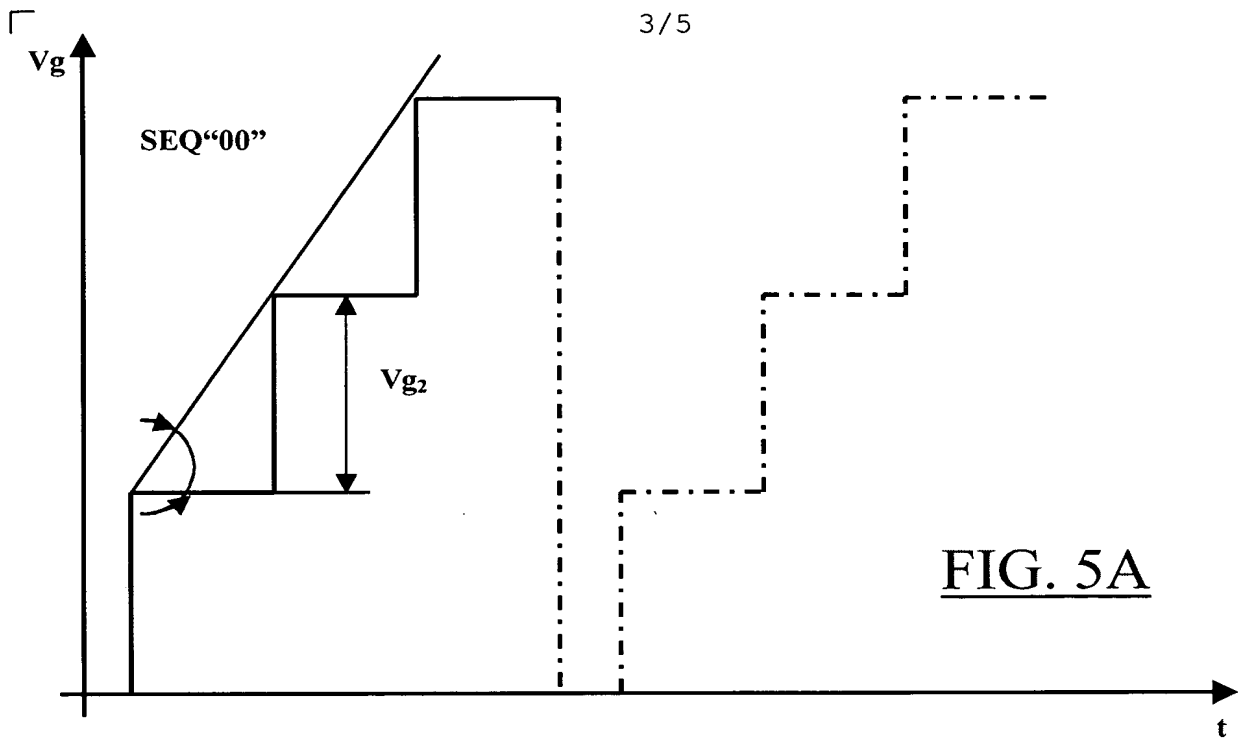 3/5
Vg
SEQ“00”
Vg₂
FIG. 5A
t